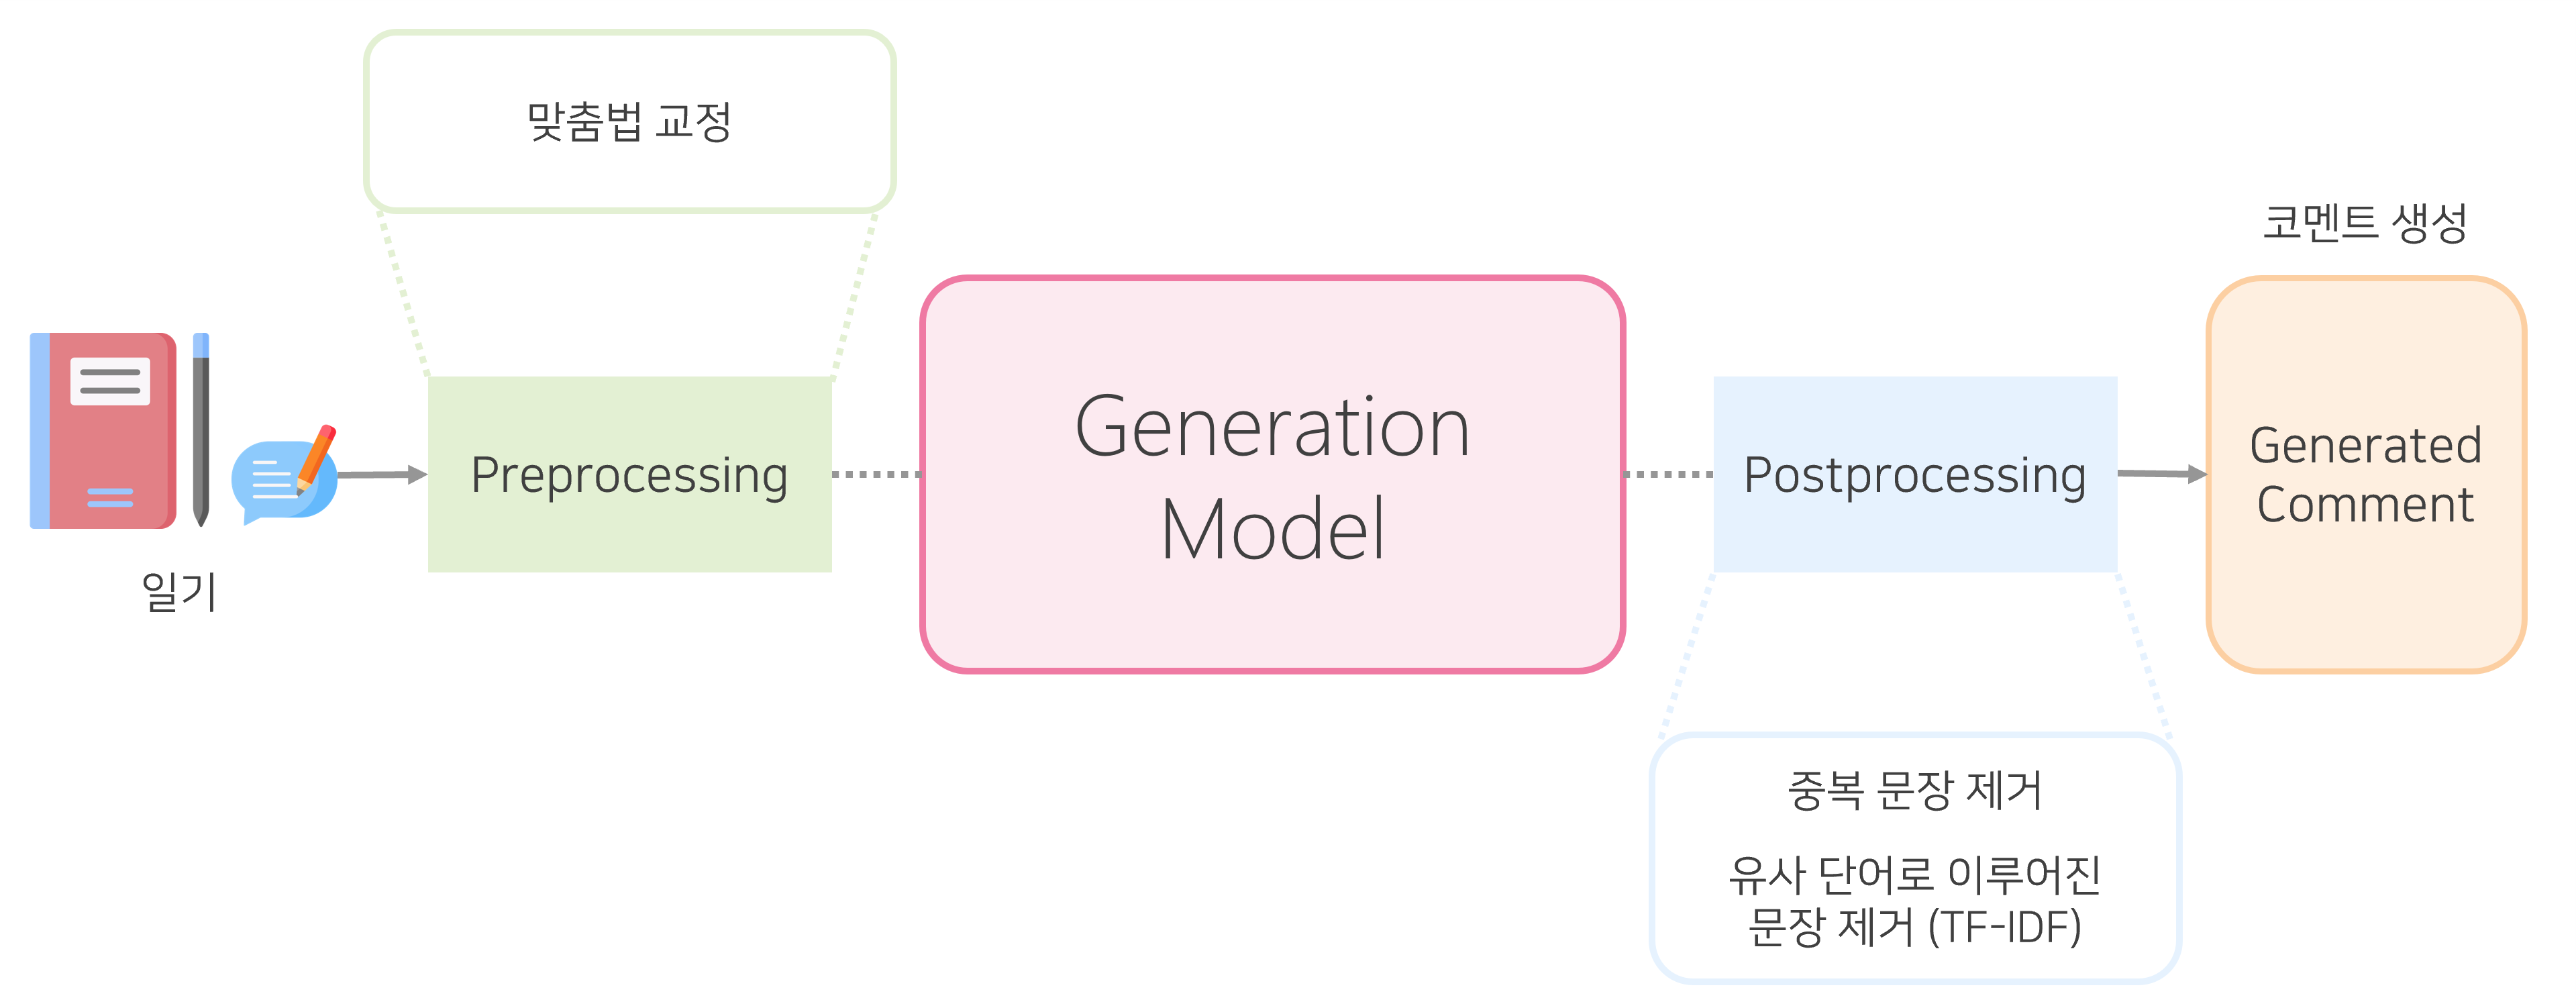 맞춤법 교정
일기
Preprocessing
Generation
Model
Postprocessing
중복 문장 제거
유사 단어로 이루어진
문장 제거 (TF-IDF)
코멘트 생성
Generated
Comment